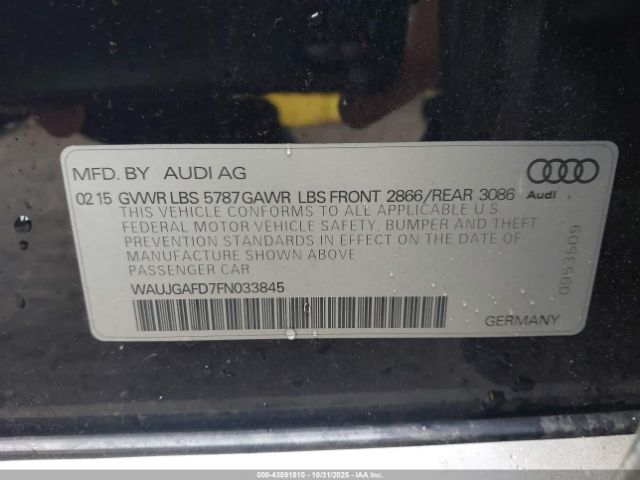 MFD. BY AUDI AG
02 15 GVWR LBS 5787 GAWR LBS FRONT 2866/REAR 3086
THIS VEHICLE CONFORMS TO ALL APPLICABLE U.S.
FEDERAL MOTOR VEHICLE SAFETY, BUMPER AND THEFT
PREVENTION STANDARDS IN EFFECT ON THE DATE OF
MANUFACTURE SHOWN ABOVE.
PASSENGER CAR
WAUJGAFD7FN033845
GERMANY
Audi
0953509
000-43591510 | 10/31/2025 | IAAI.COM